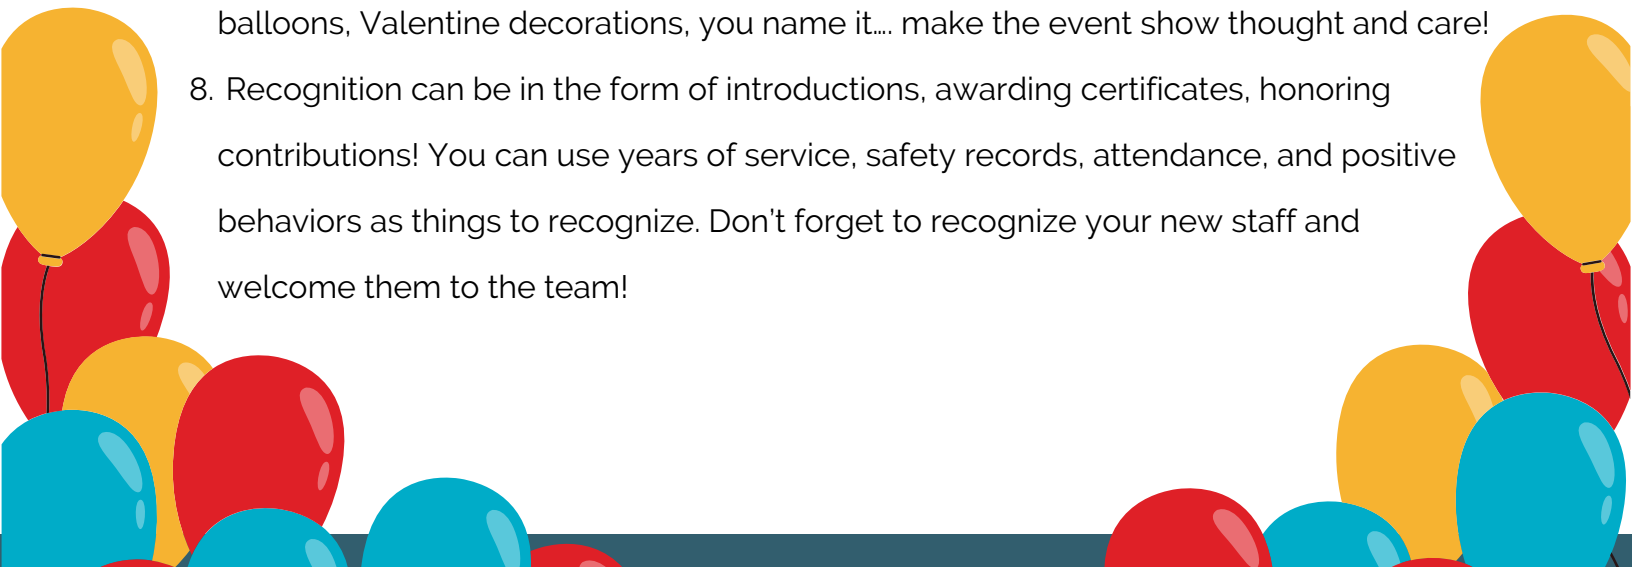 balloons, Valentine decorations, you name it.... make the event show thought and care!
8. Recognition can be in the form of introductions, awarding certificates, honoring
contributions! You can use years of service, safety records, attendance, and positive
behaviors as things to recognize. Don’t forget to recognize your new staff and
welcome them to the team!